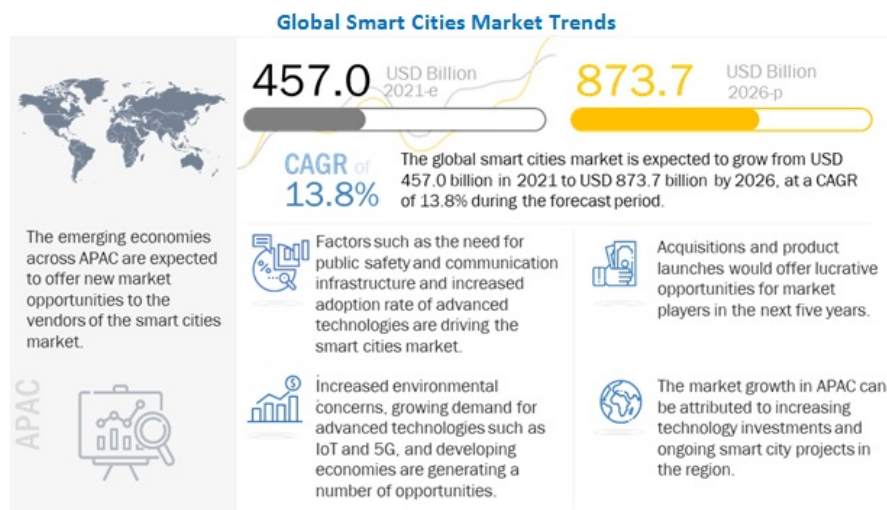 Global Smart Cities Market Trends
457.0 USD Billion
2021-e
873.7 USD Billion
2026-p
CAGR of
13.8%
The global smart cities market is expected to grow from USD
457.0 billion in 2021 to USD 873.7 billion by 2026, at a CAGR
of 13.8% during the forecast period.
The emerging economies
across APAC are expected
to offer new market
opportunities to the
vendors of the smart cities
market.
APAC
Factors such as the need for
public safety and communication
infrastructure and increased
adoption rate of advanced
technologies are driving the
smart cities market.
Acquisitions and product
launches would offer lucrative
opportunities for market
players in the next five years.
Increased environmental
concerns, growing demand for
advanced technologies such as
IoT and 5G, and developing
economies are generating a
number of opportunities.
The market growth in APAC can
be attributed to increasing
technology investments and
ongoing smart city projects in
the region.